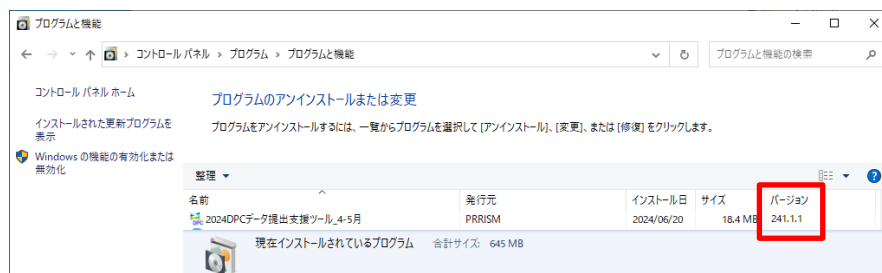 プログラムと機能
コントロール パネル > プログラム > プログラムと機能
プログラムと機能の検索
コントロール パネル ホーム
インストールされた更新プログラムを
表示
Windows の機能の有効化または
無効化
プログラムのアンインストールまたは変更
プログラムをアンインストールするには、一覧からプログラムを選択して [アンインストール]、[変更]、または [修復] をクリックします。
整理
名前 発行元 インストール日 サイズ バージョン
2024DPCデータ提出支援ツール_4-5月 PRRISM 2024/06/20 18.4 MB 241.1.1
現在インストールされているプログラム 合計サイズ: 645 MB